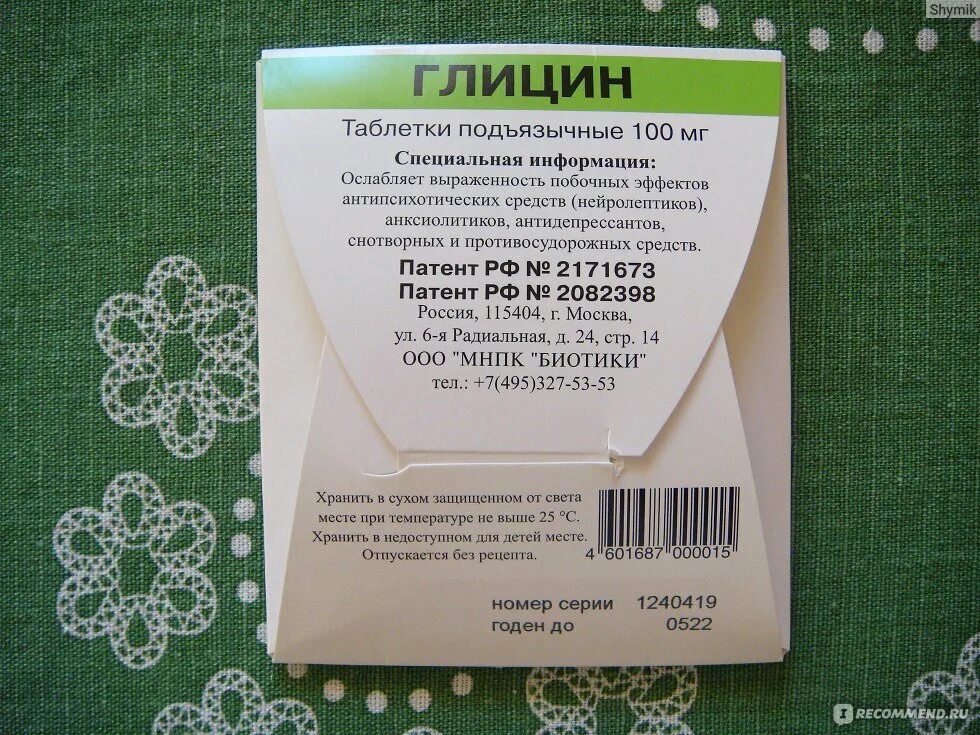 Shymik
ГЛИЦИН
Таблетки подъязычные 100 мг
Специальная информация:
Ослабляет выраженность побочных эффектов
антипсихотических средств (нейролептиков),
анксиолитиков, антидепрессантов,
снотворных и противосудорожных средств.
Патент РФ № 2171673
Патент РФ № 2082398
Россия, 115404, г. Москва,
ул. 6-я Радиальная, д. 24, стр. 14
ООО "МНПК "БИОТИКИ"
тел.: +7(495)327-53-53
Хранить в сухом защищенном от света
месте при температуре не выше 25 °С.
Хранить в недоступном для детей месте.
Отпускается без рецепта.
4 601687 000015
номер серии 1240419
годен до 0522
IRECOMMEND.RU